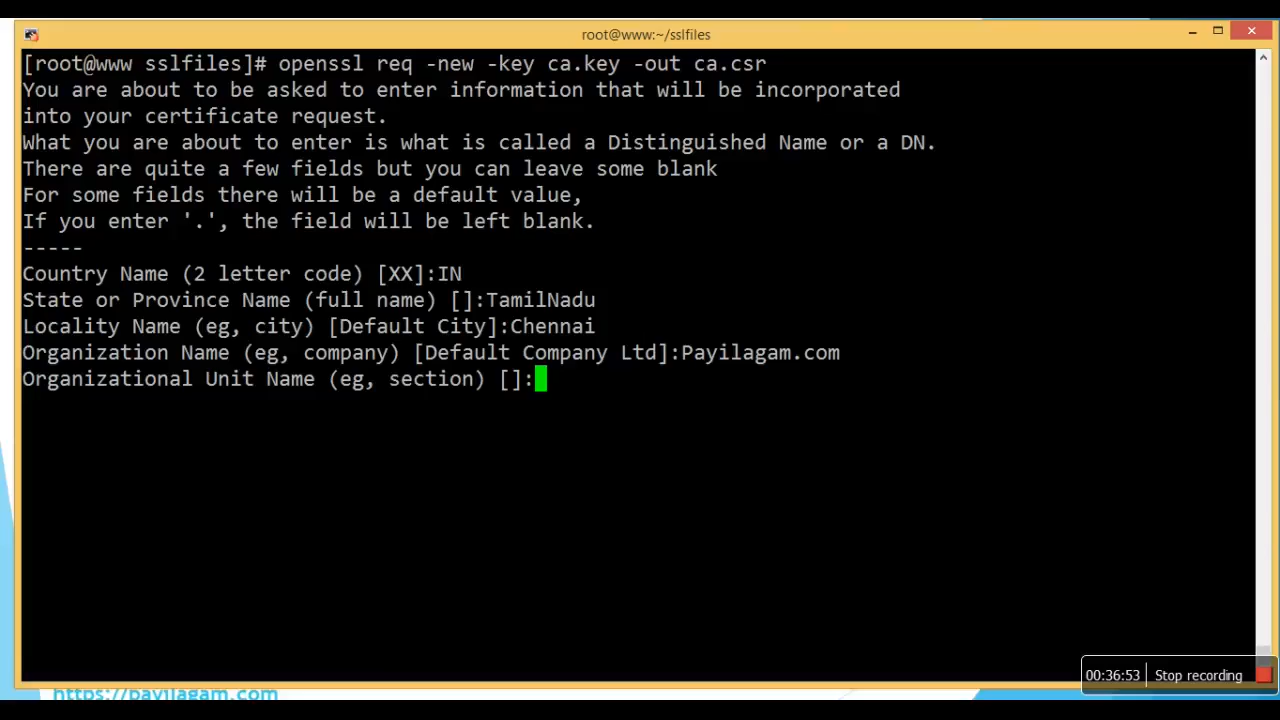 root@www:~/sslfiles
[root@www sslfiles]# openssl req -new -key ca.key -out ca.csr
You are about to be asked to enter information that will be incorporated
into your certificate request.
What you are about to enter is what is called a Distinguished Name or a DN.
There are quite a few fields but you can leave some blank
For some fields there will be a default value,
If you enter '.', the field will be left blank.
-----
Country Name (2 letter code) [XX]:IN
State or Province Name (full name) []:TamilNadu
Locality Name (eg, city) [Default City]:Chennai
Organization Name (eg, company) [Default Company Ltd]:Payilagam.com
Organizational Unit Name (eg, section) []:
00:36:53 Stop recording
https://payilagam.com